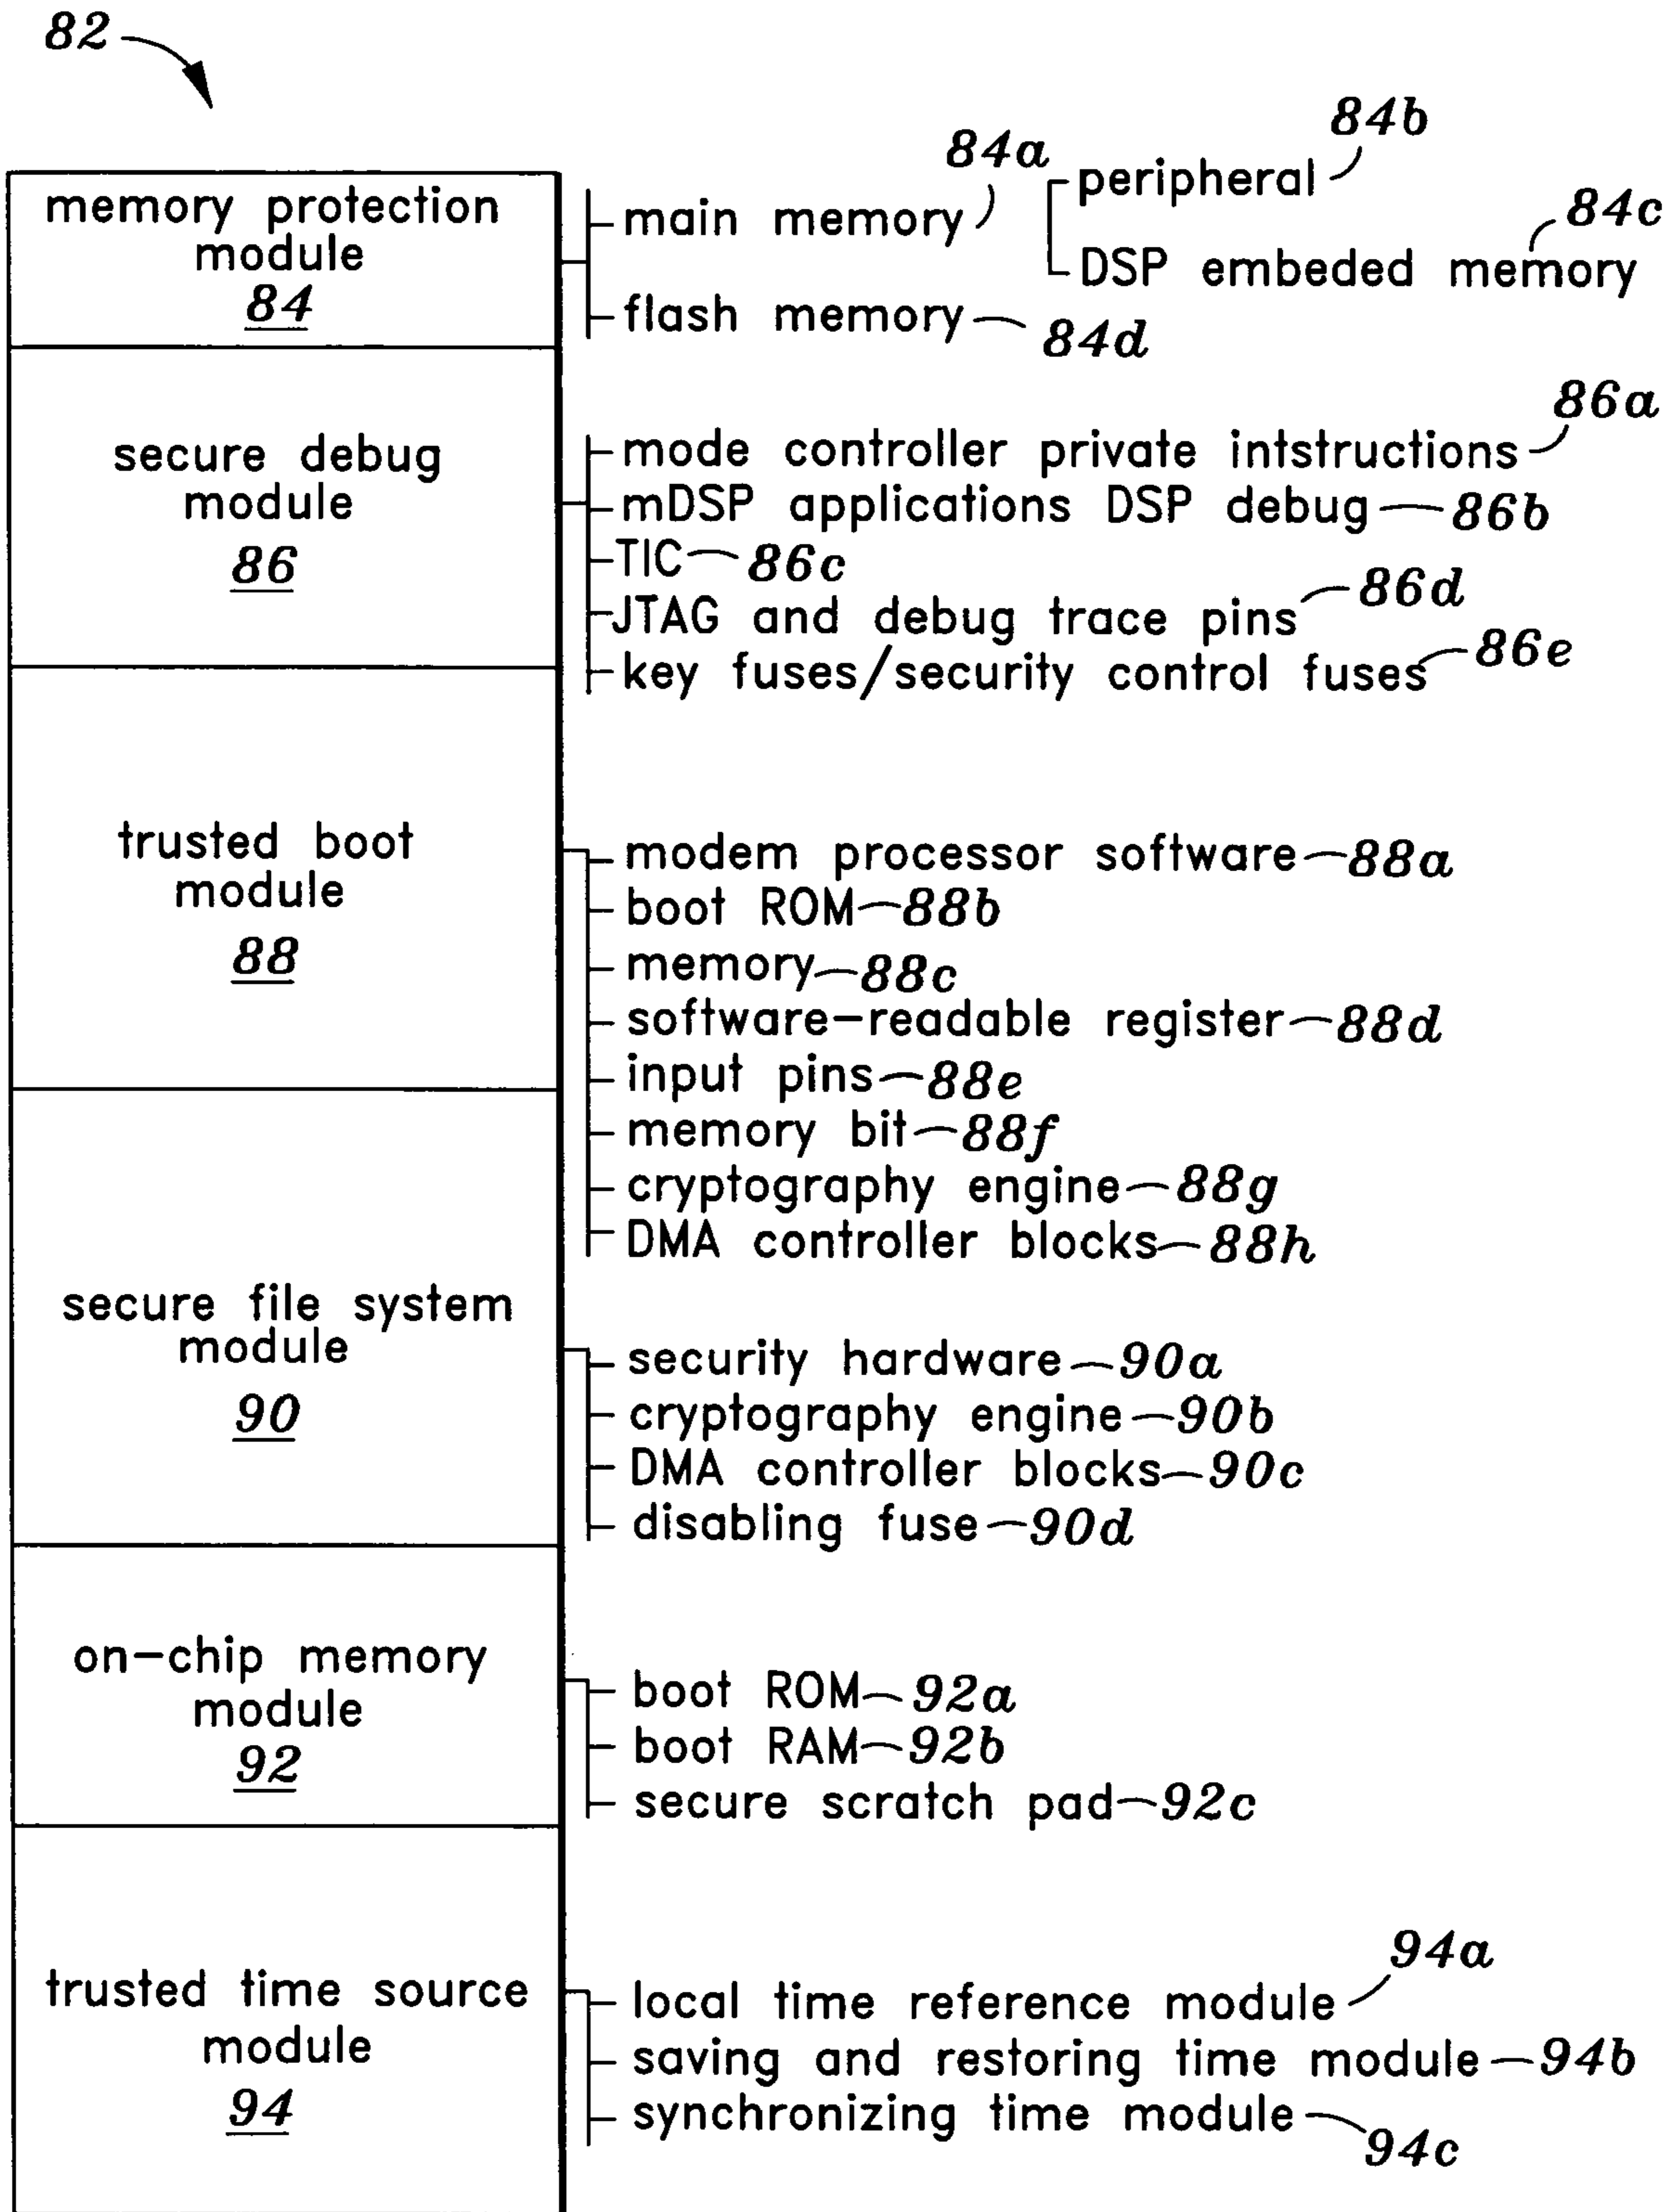 82
memory protection
module
84
main memory 84a
peripheral 84b
DSP embeded memory 84c
flash memory 84d
secure debug
module
86
mode controller private intstructions 86a
mDSP applications DSP debug 86b
TIC 86c
JTAG and debug trace pins 86d
key fuses/security control fuses 86e
trusted boot
module
88
modem processor software 88a
boot ROM 88b
memory 88c
software-readable register 88d
input pins 88e
memory bit 88f
cryptography engine 88g
DMA controller blocks 88h
secure file system
module
90
security hardware 90a
cryptography engine 90b
DMA controller blocks 90c
disabling fuse 90d
on-chip memory
module
92
boot ROM 92a
boot RAM 92b
secure scratch pad 92c
trusted time source
module
94
local time reference module 94a
saving and restoring time module 94b
synchronizing time module 94c